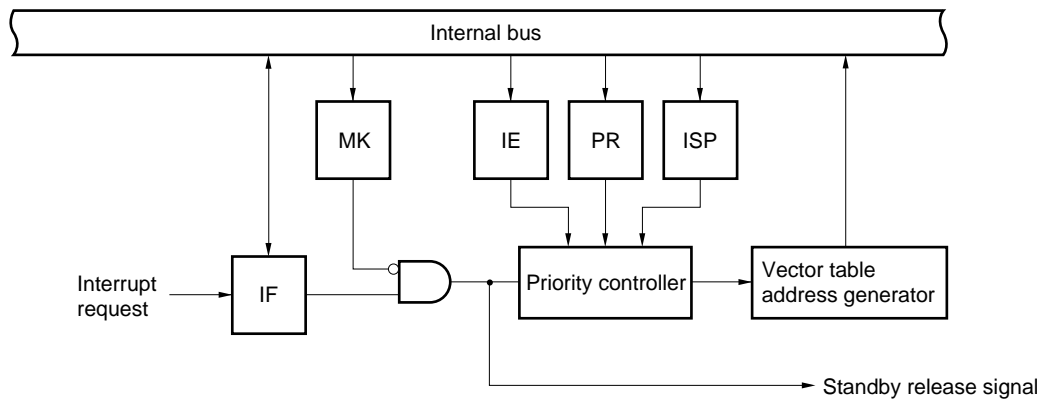 Internal bus
MK
IE
PR
ISP
Interrupt
request
IF
Priority controller
Vector table
address generator
Standby release signal